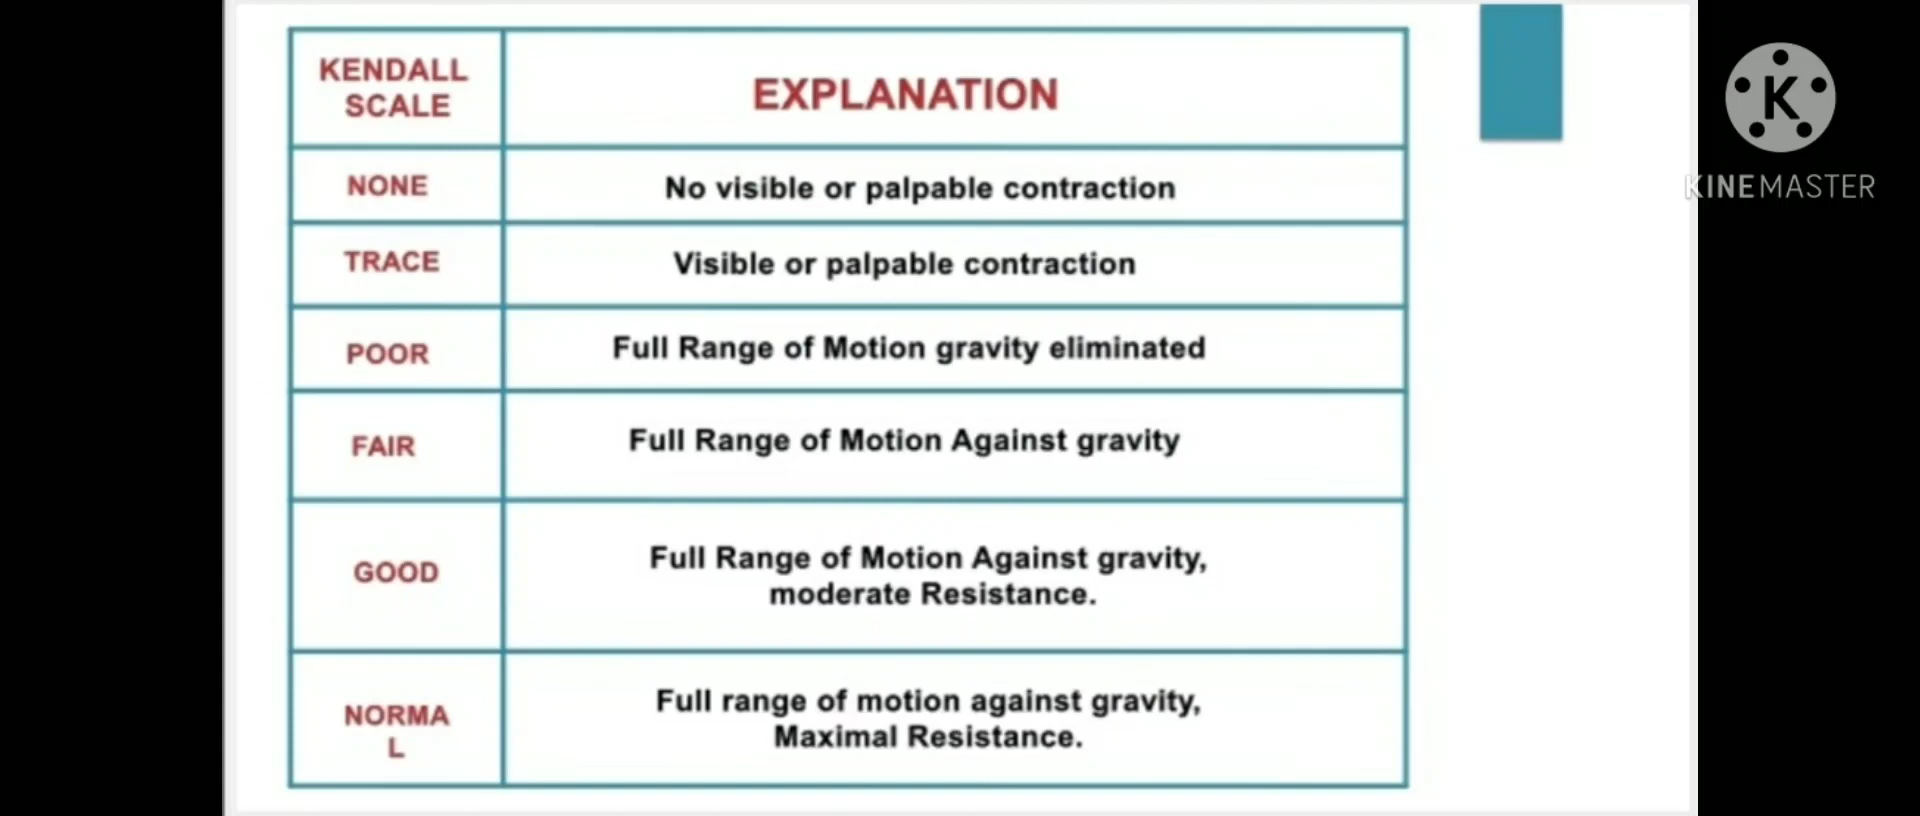 KENDALL
SCALE
EXPLANATION
NONE
No visible or palpable contraction
TRACE
Visible or palpable contraction
POOR
Full Range of Motion gravity eliminated
FAIR
Full Range of Motion Against gravity
GOOD
Full Range of Motion Against gravity,
moderate Resistance.
NORMA
L
Full range of motion against gravity,
Maximal Resistance.
K
KINEMASTER